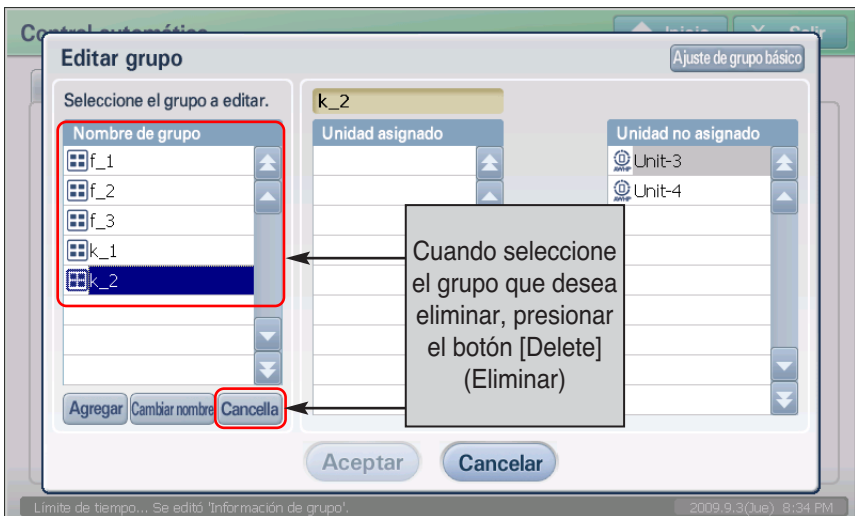 Control automático
Inicio
X Salir
Editar grupo
Ajuste de grupo básico
Seleccione el grupo a editar.
Nombre de grupo
f_1
f_2
f_3
k_1
k_2
Agregar
Cambiar nombre
Cancella
k_2
Unidad asignado
Unidad no asignado
Unit-3
Unit-4
Cuando seleccione
el grupo que desea
eliminar, presionar
el botón [Delete]
(Eliminar)
Aceptar
Cancelar
Límite de tiempo... Se editó 'Información de grupo'.
2009.9.3(Jue) 8:34 PM